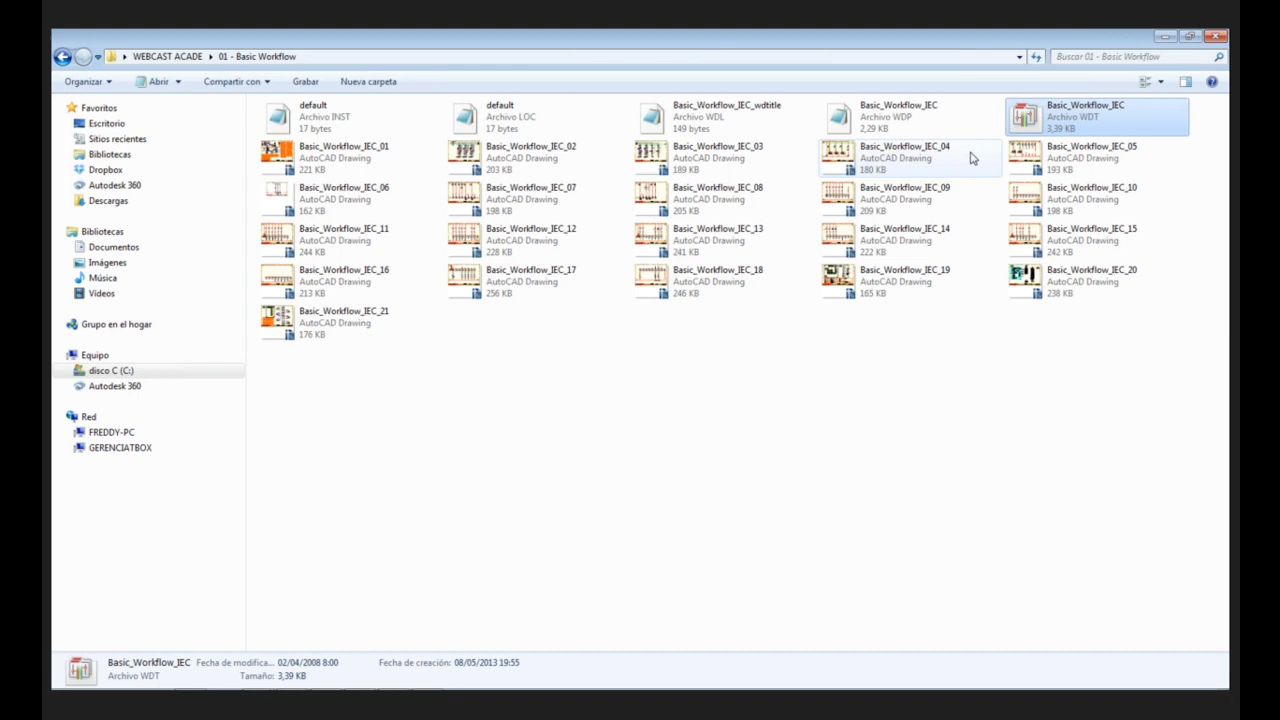 WEBCAST ACADE 01 - Basic Workflow
Buscar 01 - Basic Workflow
Organizar Abrir Compartir con Grabar Nueva carpeta
Favoritos
Escritorio
Sitios recientes
Bibliotecas
Dropbox
Autodesk 360
Descargas
Bibliotecas
Documentos
Imágenes
Música
Vídeos
Grupo en el hogar
Equipo
disco C (C:)
Autodesk 360
Red
FREDDY-PC
GERENCIATBOX
default
Archivo INST
17 bytes
default
Archivo LOC
17 bytes
Basic_Workflow_IEC_wdtitle
Archivo WDL
149 bytes
Basic_Workflow_IEC
Archivo WDP
2,29 KB
Basic_Workflow_IEC
Archivo WDT
3,39 KB
Basic_Workflow_IEC_01
AutoCAD Drawing
221 KB
Basic_Workflow_IEC_02
AutoCAD Drawing
203 KB
Basic_Workflow_IEC_03
AutoCAD Drawing
189 KB
Basic_Workflow_IEC_04
AutoCAD Drawing
180 KB
Basic_Workflow_IEC_05
AutoCAD Drawing
193 KB
Basic_Workflow_IEC_06
AutoCAD Drawing
162 KB
Basic_Workflow_IEC_07
AutoCAD Drawing
198 KB
Basic_Workflow_IEC_08
AutoCAD Drawing
205 KB
Basic_Workflow_IEC_09
AutoCAD Drawing
209 KB
Basic_Workflow_IEC_10
AutoCAD Drawing
198 KB
Basic_Workflow_IEC_11
AutoCAD Drawing
244 KB
Basic_Workflow_IEC_12
AutoCAD Drawing
228 KB
Basic_Workflow_IEC_13
AutoCAD Drawing
241 KB
Basic_Workflow_IEC_14
AutoCAD Drawing
222 KB
Basic_Workflow_IEC_15
AutoCAD Drawing
242 KB
Basic_Workflow_IEC_16
AutoCAD Drawing
213 KB
Basic_Workflow_IEC_17
AutoCAD Drawing
256 KB
Basic_Workflow_IEC_18
AutoCAD Drawing
246 KB
Basic_Workflow_IEC_19
AutoCAD Drawing
165 KB
Basic_Workflow_IEC_20
AutoCAD Drawing
238 KB
Basic_Workflow_IEC_21
AutoCAD Drawing
176 KB
Basic_Workflow_IEC Fecha de modifica... 02/04/2008 8:00 Fecha de creación: 08/05/2013 19:55
Archivo WDT Tamaño: 3,39 KB